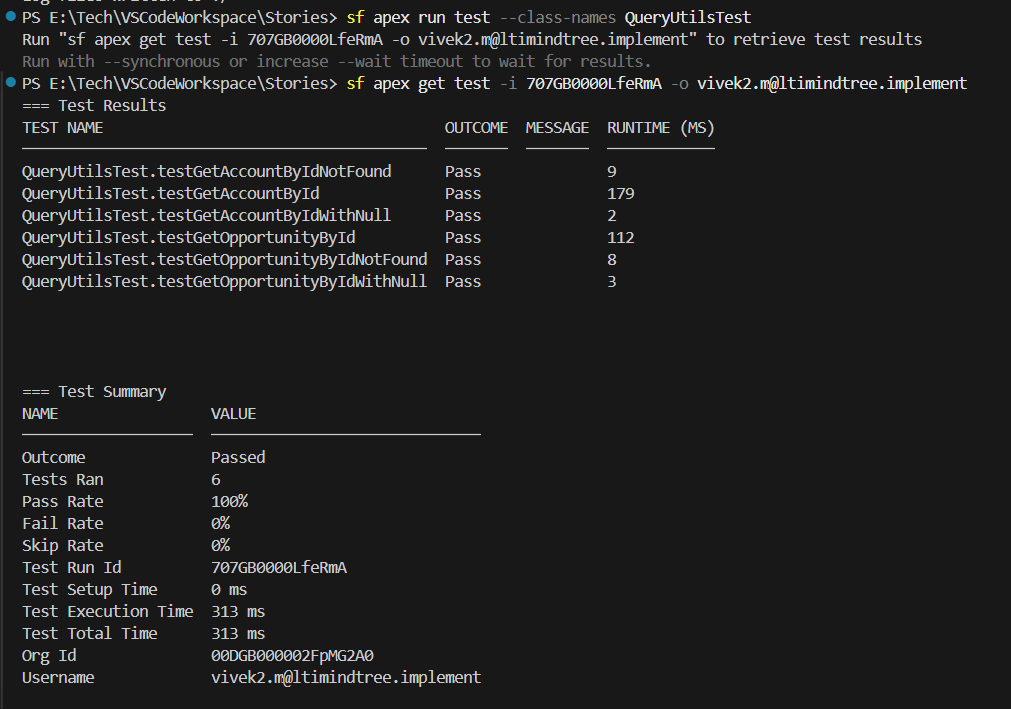 PS E:\Tech\VSCodeWorkspace\Stories> sf apex run test --class-names QueryUtilsTest
Run "sf apex get test -i 707GB0000LfeRmA -o vivek2.m@ltimindtree.implement" to retrieve test results
Run with --synchronous or increase --wait timeout to wait for results.
PS E:\Tech\VSCodeWorkspace\Stories> sf apex get test -i 707GB0000LfeRmA -o vivek2.m@ltimindtree.implement
=== Test Results
TEST NAME OUTCOME MESSAGE RUNTIME (MS)
QueryUtilsTest.testGetAccountByIdNotFound Pass 9
QueryUtilsTest.testGetAccountById Pass 179
QueryUtilsTest.testGetAccountByIdWithNull Pass 2
QueryUtilsTest.testGetOpportunityById Pass 112
QueryUtilsTest.testGetOpportunityByIdNotFound Pass 8
QueryUtilsTest.testGetOpportunityByIdWithNull Pass 3
=== Test Summary
NAME VALUE
Outcome Passed
Tests Ran 6
Pass Rate 100%
Fail Rate 0%
Skip Rate 0%
Test Run Id 707GB0000LfeRmA
Test Setup Time 0 ms
Test Execution Time 313 ms
Test Total Time 313 ms
Org Id 00DGB000002FpMG2A0
Username vivek2.m@ltimindtree.implement